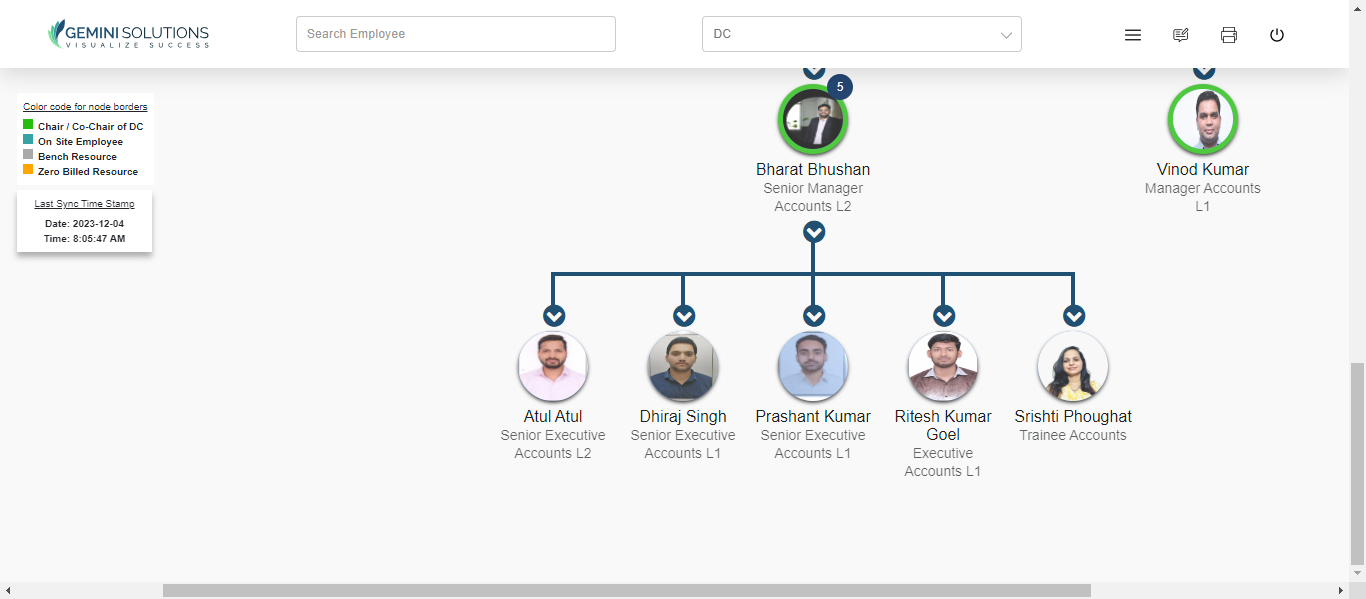 GEMINI SOLUTIONS
VISUALIZE SUCCESS
Search Employee
DC
Color code for node borders
Chair / Co-Chair of DC
On Site Employee
Bench Resource
Zero Billed Resource
Last Sync Time Stamp
Date: 2023-12-04
Time: 8:05:47 AM
5
Bharat Bhushan
Senior Manager
Accounts L2
Vinod Kumar
Manager Accounts
L1
Atul Atul
Senior Executive
Accounts L2
Dhiraj Singh
Senior Executive
Accounts L1
Prashant Kumar
Senior Executive
Accounts L1
Ritesh Kumar
Goel
Executive
Accounts L1
Srishti Phoughat
Trainee Accounts